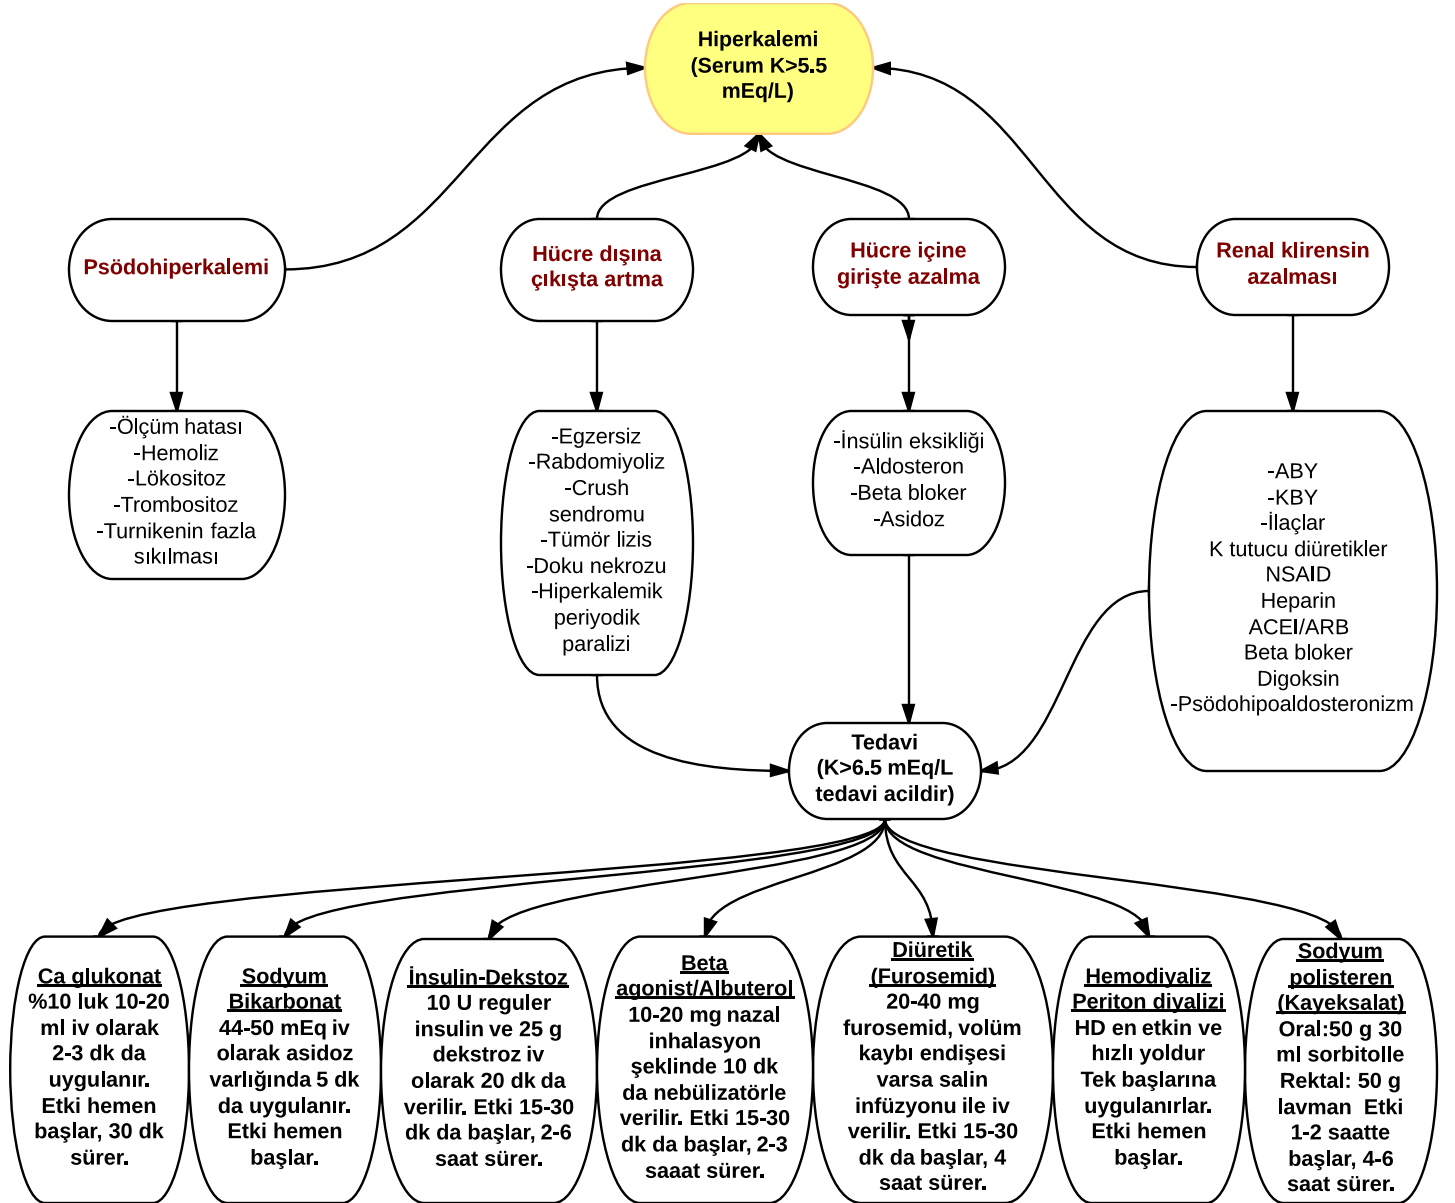 Hiperkalemi
(Serum K>5.5
mEq/L)
Psödohiperkalemi
Hücre dışına
çıkışta artma
Hücre içine
girişte azalma
Renal klirensin
azalması
-Ölçüm hatası
-Hemoliz
-Lökositoz
-Trombositoz
-Turnikenin fazla
sıkılması
-Egzersiz
-Rabdomiyoliz
-Crush
sendromu
-Tümör lizis
-Doku nekrozu
-Hiperkalemik
periyodik
paralizi
-İnsülin eksikliği
-Aldosteron
-Beta bloker
-Asidoz
-ABY
-KBY
-İlaçlar
K tutucu diüretikler
NSAID
Heparin
ACEI/ARB
Beta bloker
Digoksin
-Psödohipoaldosteronizm
Tedavi
(K>6.5 mEq/L
tedavi acildir)
Ca glukonat
%10 luk 10-20
ml iv olarak
2-3 dk da
uygulanır.
Etki hemen
başlar, 30 dk
sürer.
Sodyum
Bikarbonat
44-50 mEq iv
olarak asidoz
varlığında 5 dk
da uygulanır.
Etki hemen
başlar.
İnsulin-Dekstoz
10 U reguler
insulin ve 25 g
dekstroz iv
olarak 20 dk da
verilir. Etki 15-30
dk da başlar, 2-6
saat sürer.
Beta
agonist/Albuterol
10-20 mg nazal
inhalasyon
şeklinde 10 dk
da nebülizatörle
verilir. Etki 15-30
dk da başlar, 2-3
saaat sürer.
Diüretik
(Furosemid)
20-40 mg
furosemid, volüm
kaybı endişesi
varsa salin
infüzyonu ile iv
verilir. Etki 15-30
dk da başlar, 4
saat sürer.
Hemodiyaliz
Periton diyalizi
HD en etkin ve
hızlı yoldur
Tek başlarına
uygulanırlar.
Etki hemen
başlar.
Sodyum
polisteren
(Kayeksalat)
Oral:50 g 30
ml sorbitolle
Rektal: 50 g
lavman  Etki
1-2 saatte
başlar, 4-6
saat sürer.